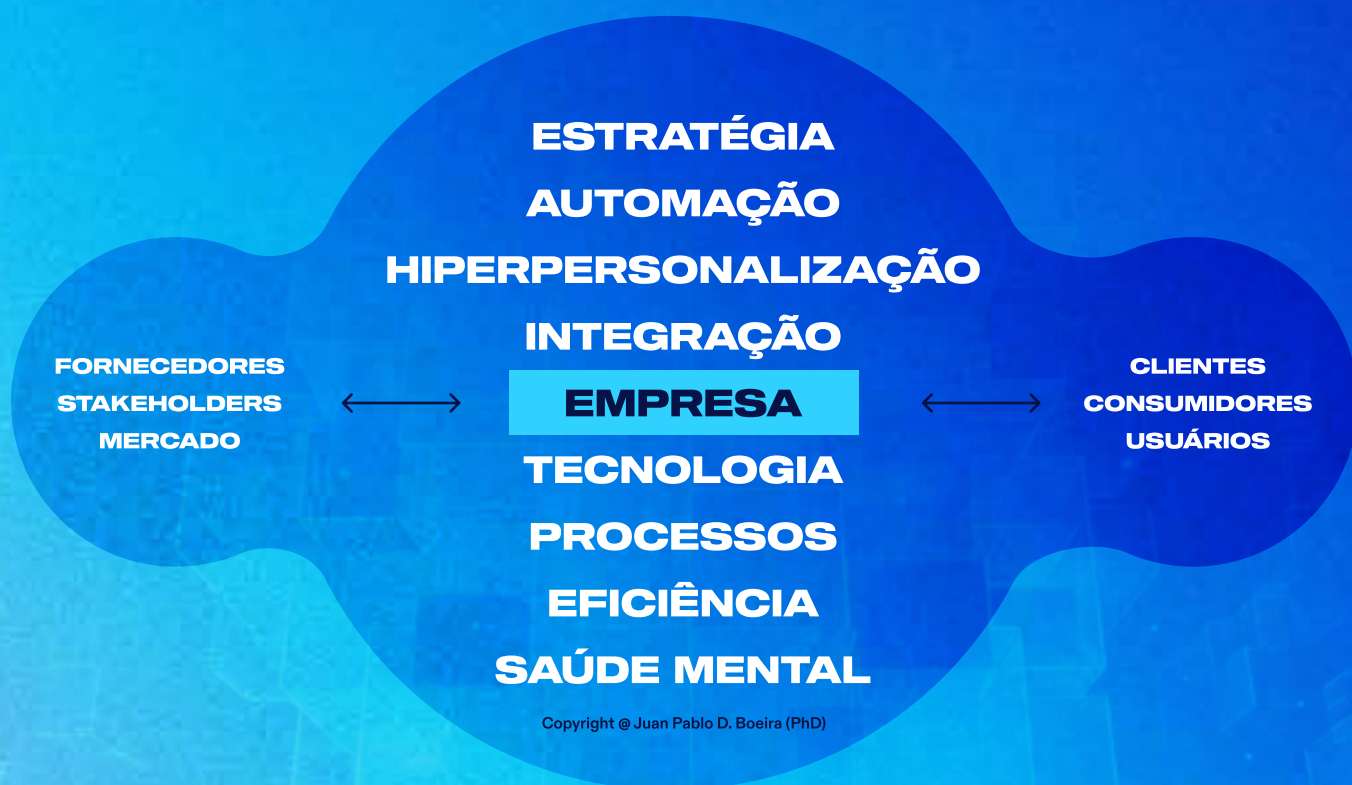 ESTRATÉGIA
AUTOMAÇÃO
HIPERPERSONALIZAÇÃO
INTEGRAÇÃO
FORNECEDORES
STAKEHOLDERS
MERCADO
EMPRESA
CLIENTES
CONSUMIDORES
USUÁRIOS
TECNOLOGIA
PROCESSOS
EFICIÊNCIA
SAÚDE MENTAL
Copyright @ Juan Pablo D. Boeira (PhD)